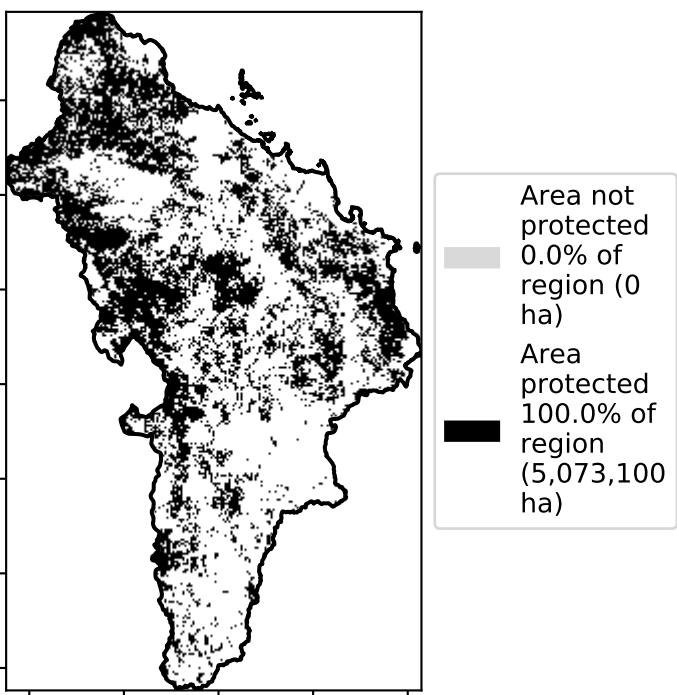 Area not
protected
0.0% of
region (0
ha)
Area
protected
100.0% of
region
(5,073,100
ha)